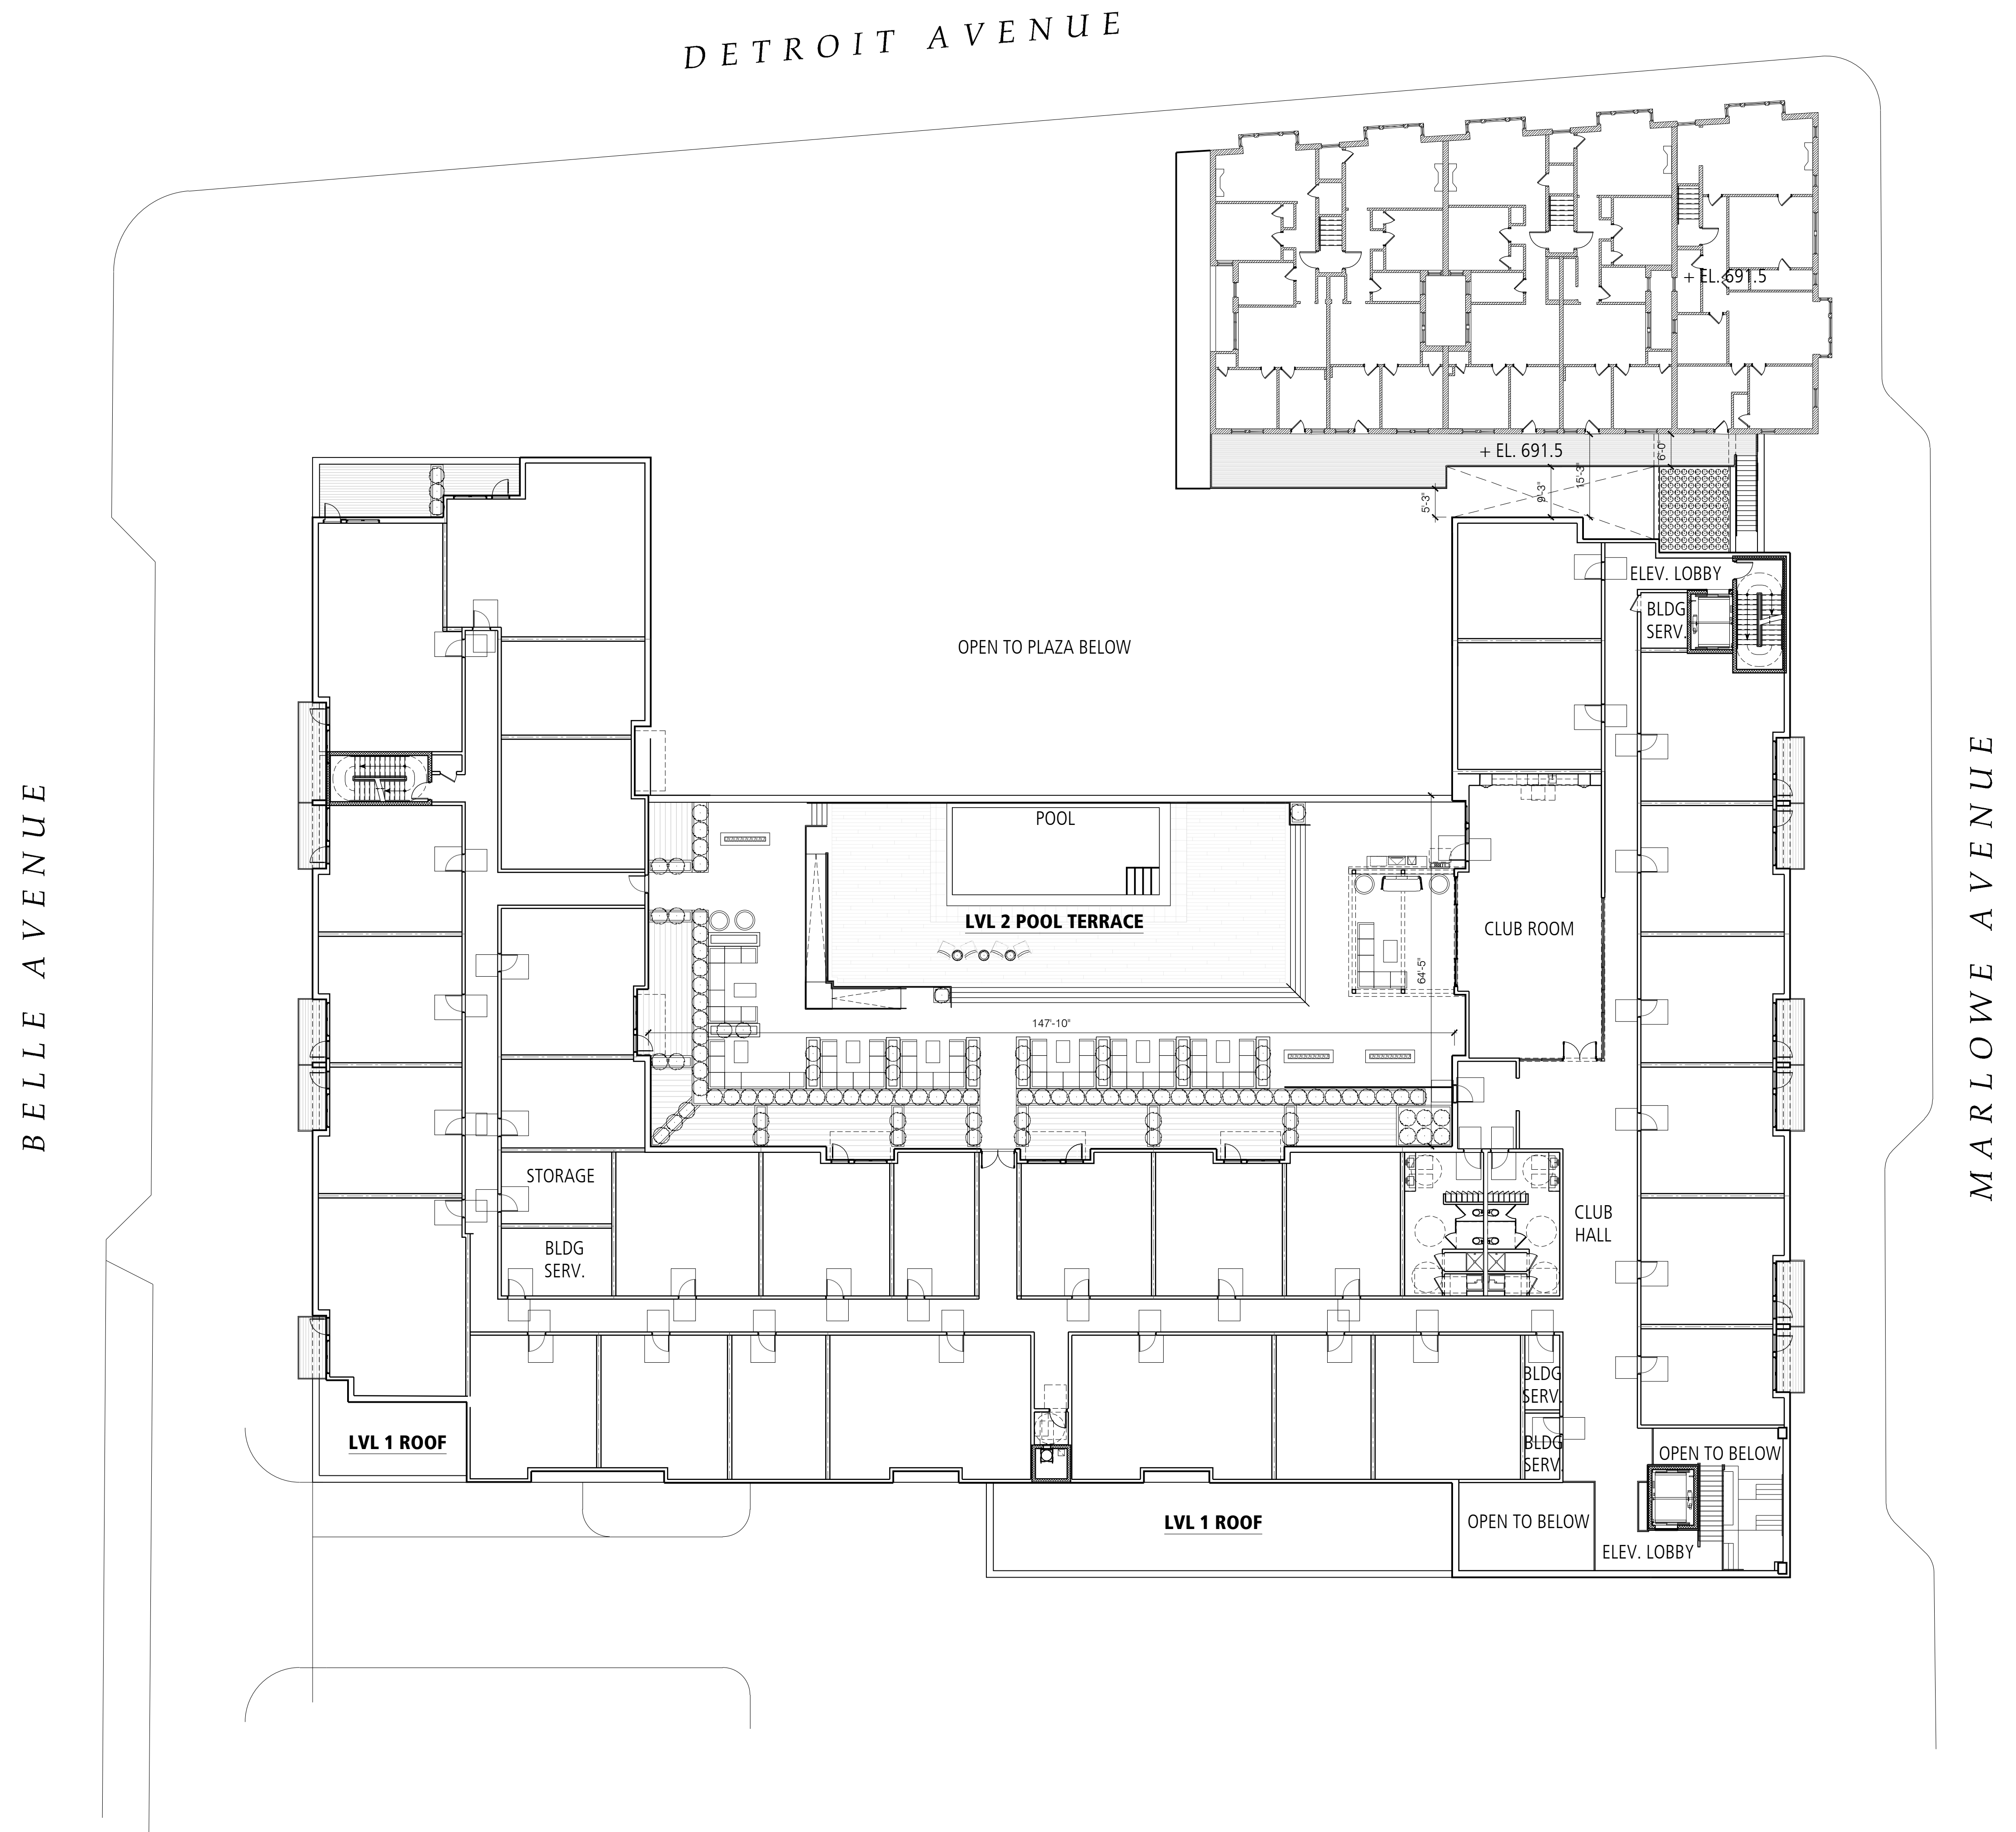 DETROIT AVENUE
+ EL. 691.5
+ EL. 691.5
6'-0"
15'-3"
9'-3"
5'-3"
ELEV. LOBBY
BLDG
SERV.
OPEN TO PLAZA BELOW
BELLE AVENUE
MARLOWE AVENUE
POOL
LVL 2 POOL TERRACE
CLUB ROOM
64'-5"
147'-10"
STORAGE
BLDG
SERV.
CLUB
HALL
BLDG
SERV.
BLDG
SERV.
LVL 1 ROOF
OPEN TO BELOW
LVL 1 ROOF
OPEN TO BELOW
ELEV. LOBBY